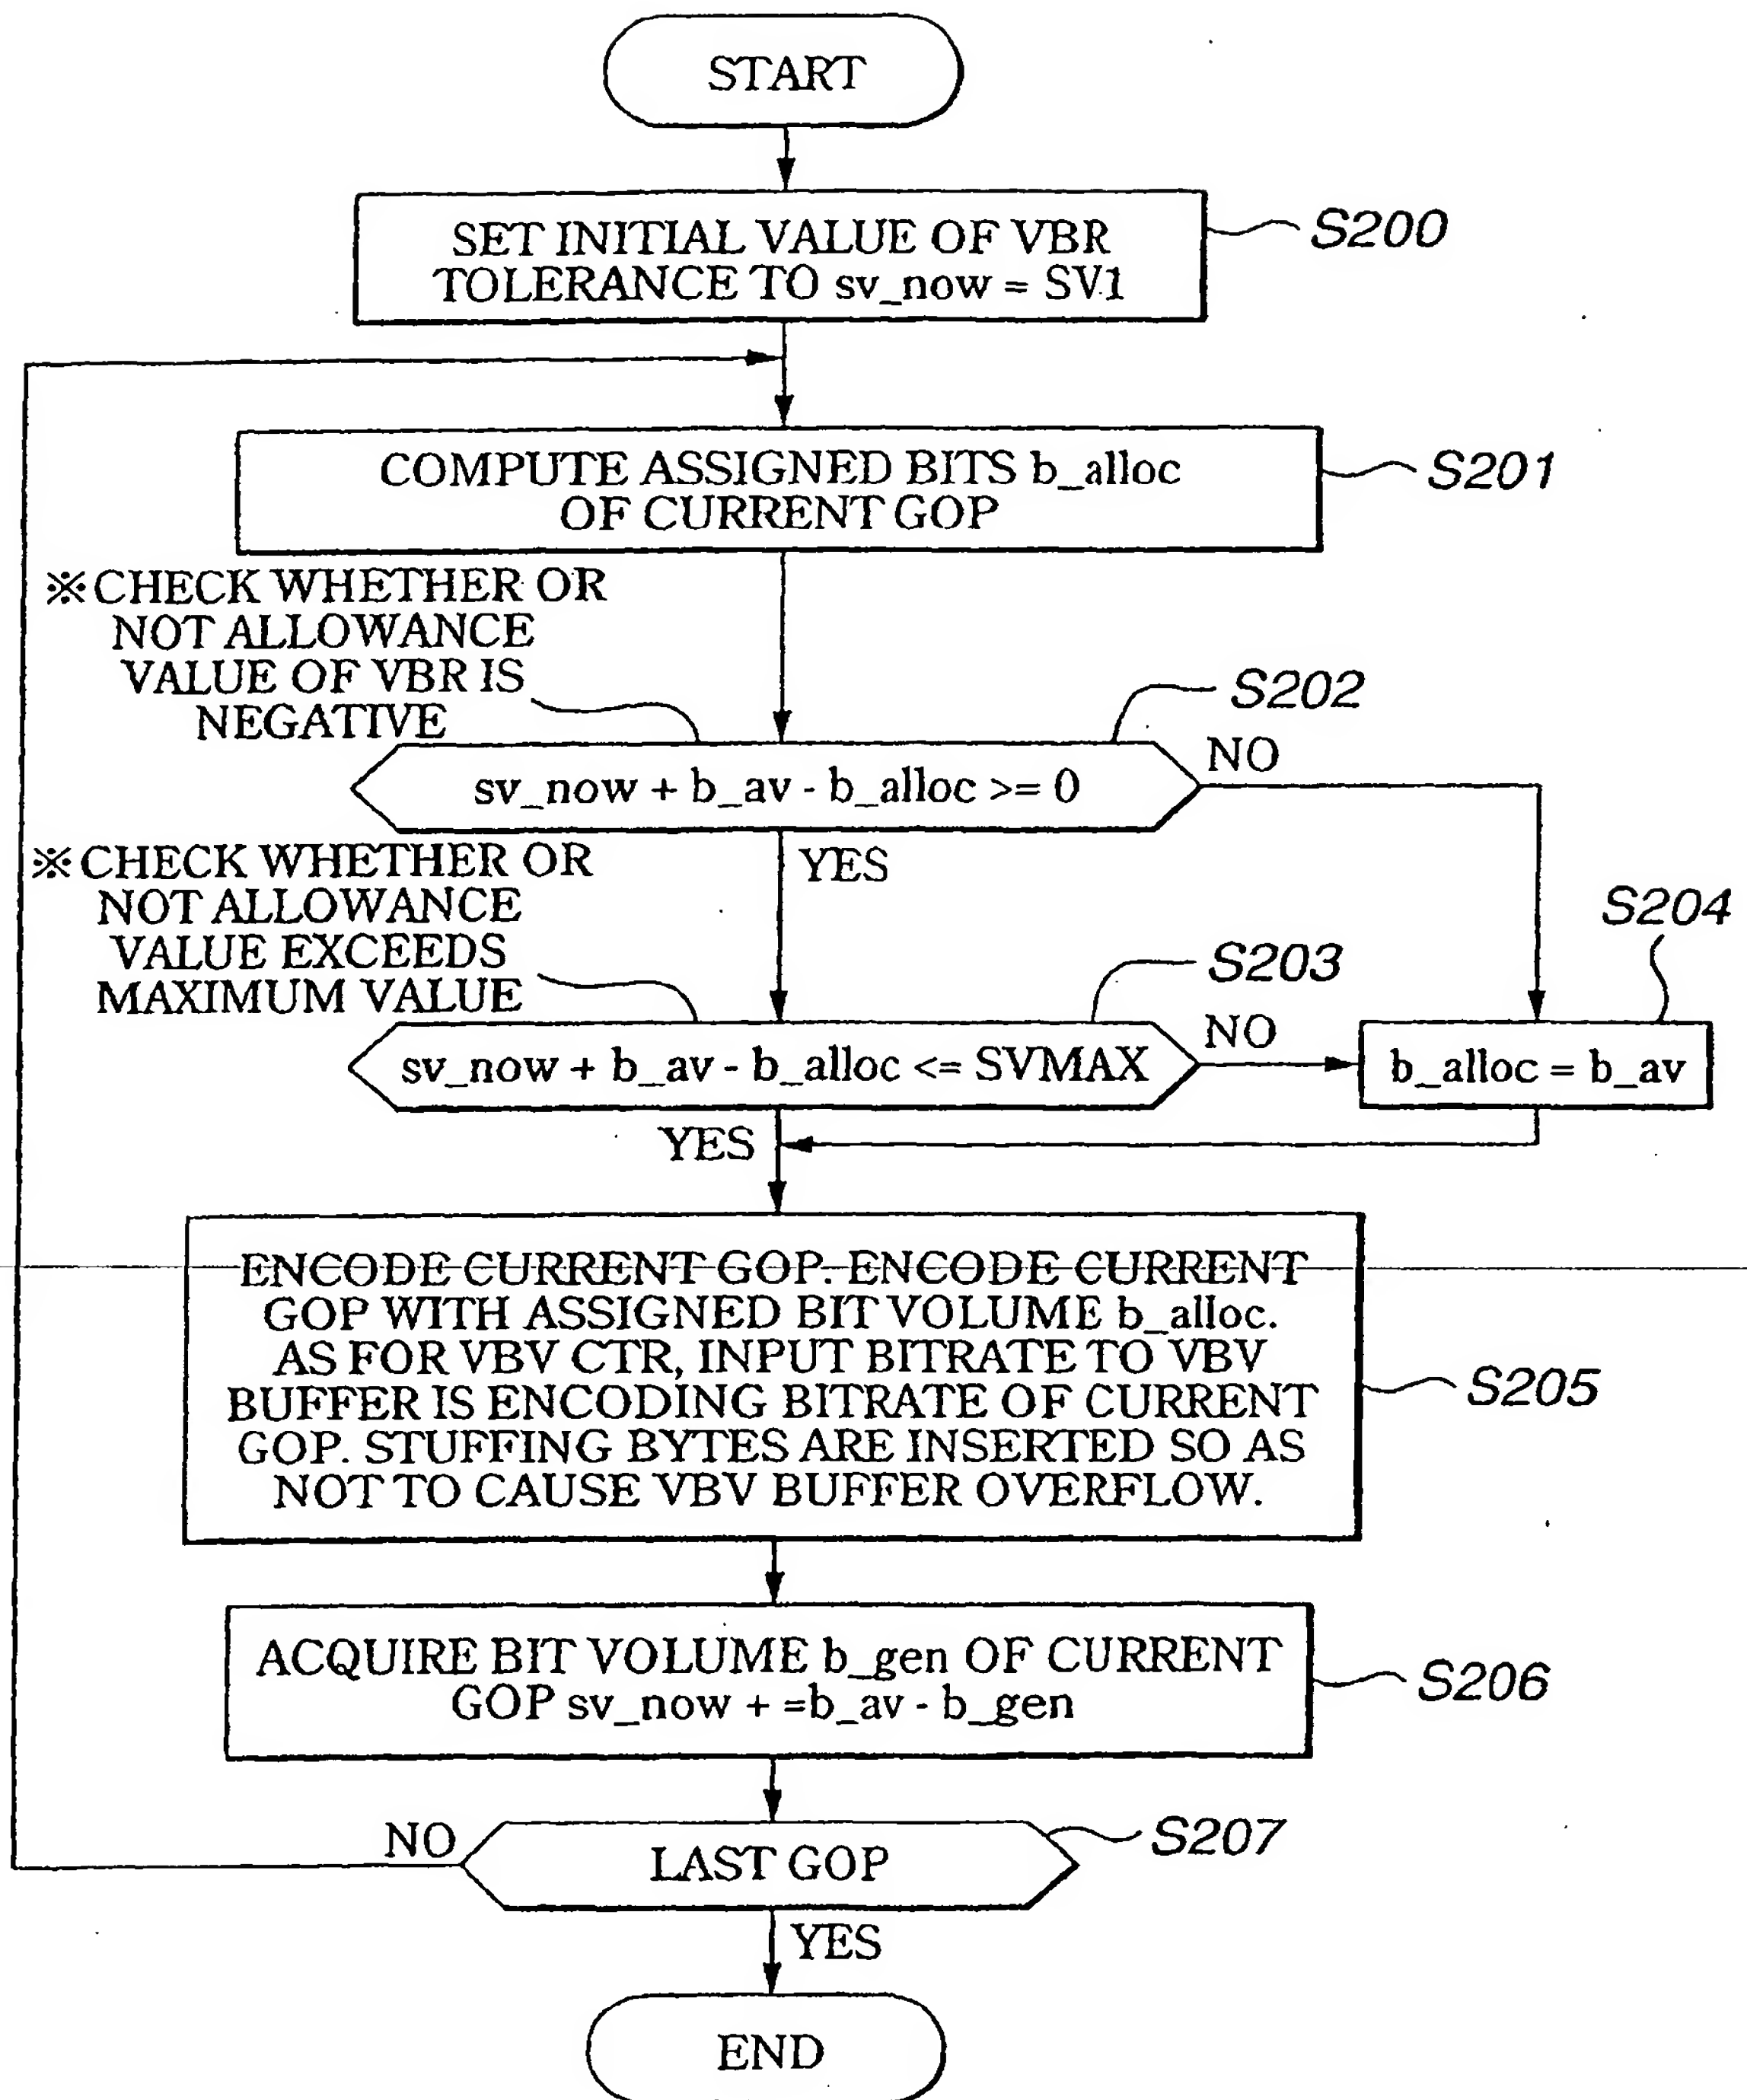 START
SET INITIAL VALUE OF VBR
TOLERANCE TO sv_now = SV1
S200
COMPUTE ASSIGNED BITS b_alloc
OF CURRENT GOP
S201
※CHECK WHETHER OR
NOT ALLOWANCE
VALUE OF VBR IS
NEGATIVE
S202
sv_now + b_av - b_alloc >= 0
NO
YES
※CHECK WHETHER OR
NOT ALLOWANCE
VALUE EXCEEDS
MAXIMUM VALUE
S203
S204
sv_now + b_av - b_alloc <= SVMAX
NO
b_alloc = b_av
YES
ENCODE CURRENT GOP. ENCODE CURRENT
GOP WITH ASSIGNED BIT VOLUME b_alloc.
AS FOR VBV CTR, INPUT BITRATE TO VBV
BUFFER IS ENCODING BITRATE OF CURRENT
GOP. STUFFING BYTES ARE INSERTED SO AS
NOT TO CAUSE VBV BUFFER OVERFLOW.
S205
ACQUIRE BIT VOLUME b_gen OF CURRENT
GOP sv_now + =b_av - b_gen
S206
NO
LAST GOP
S207
YES
END